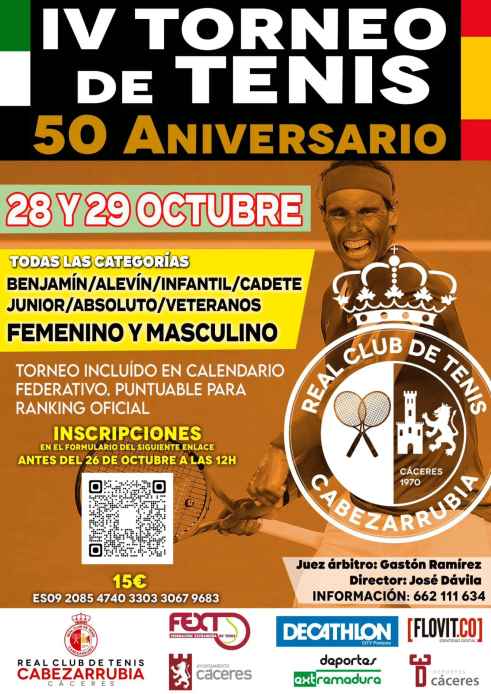 IV TORNEO
DE TENIS
50 ANIVERSARIO
28 Y 29 OCTUBRE
TODAS LAS CATEGORÍAS
BENJAMÍN/ALEVÍN/INFANTIL/CADETE
JUNIOR/ABSOLUTO/VETERANOS
FEMENINO Y MASCULINO
TORNEO INCLUÍDO EN CALENDARIO
FEDERATIVO. PUNTUABLE PARA
RANKING OFICIAL
INSCRIPCIONES
EN EL FORMULARIO DEL SIGUIENTE ENLACE
ANTES DEL 26 DE OCTUBRE A LAS 12H
15€
ES09 2085 4740 3303 3067 9683
REAL CLUB DE TENIS
CÁCERES
1970
CABEZARRUBIA
Juez árbitro: Gastón Ramírez
Director: José Dávila
INFORMACIÓN: 662 111 634
REAL CLUB DE TENIS
CABEZARRUBIA
CÁCERES
FEXT
FEDERACIÓN EXTREMEÑA DE TENIS
AYUNTAMIENTO
cáceres
DECATHLON
CITY Pintores
[FLOVIT.CO]
IDENTIDAD DIGITAL
deportes
extremadura
DEPORTES
cáceres